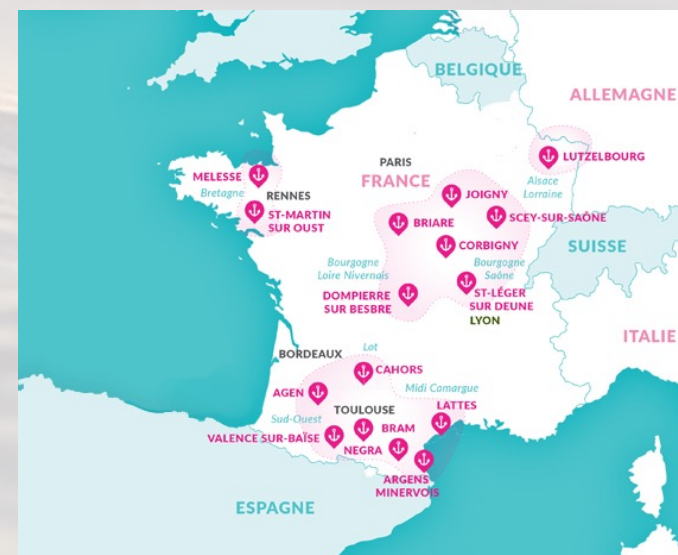 BELGIQUE
ALLEMAGNE
LUTZELBOURG
PARIS
MELESSE
FRANCE
Alsace
Lorraine
Bretagne
RENNES
JOIGNY
ST-MARTIN
SUR OUST
BRIARE
SCEY-SUR-SAÔNE
CORBIGNY
SUISSE
Bourgogne
Loire Nivernais
Bourgogne
Saône
DOMPIERRE
SUR BESBRE
ST-LÉGER
SUR DEUNE
LYON
ITALIE
BORDEAUX
Lot
CAHORS
AGEN
Midi Camargue
LATTES
TOULOUSE
Sud-Ouest
BRAM
VALENCE SUR-BAÏSE
NEGRA
ARGENS
MINERVOIS
ESPAGNE